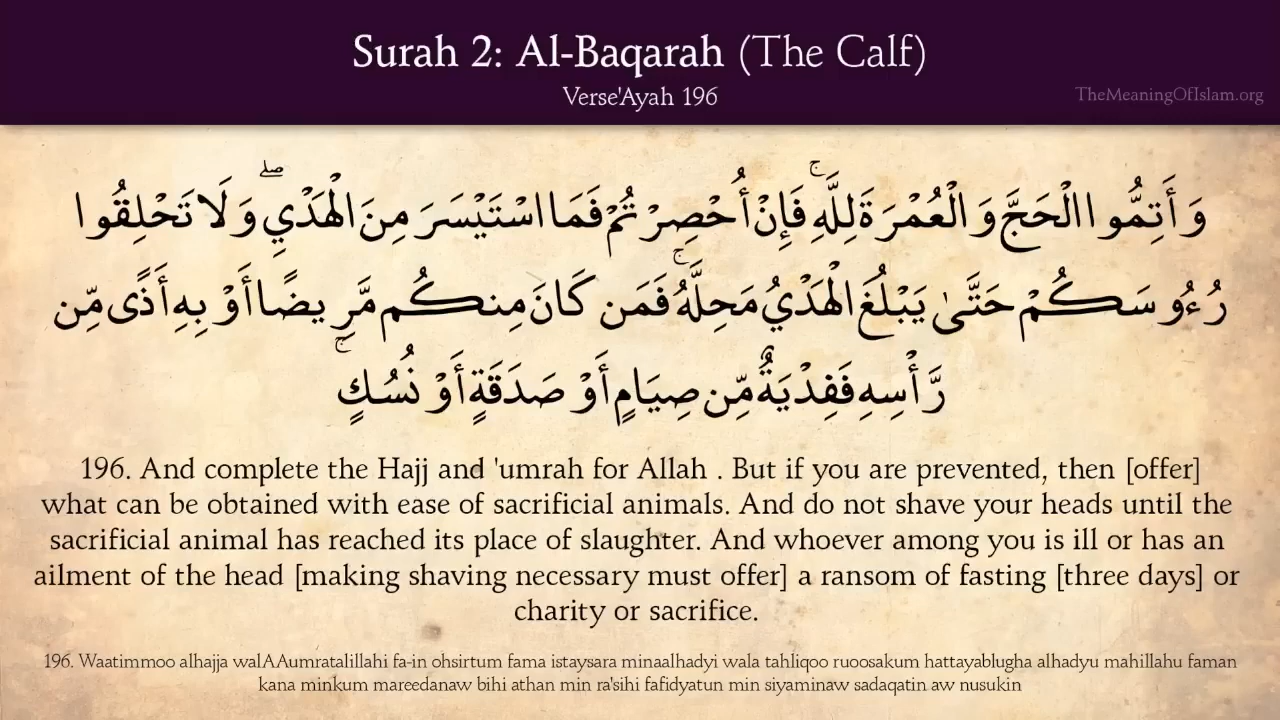 Surah 2: Al-Baqarah (The Calf)
Verse'Ayah 196
TheMeaningOfIslam.org
وَأَتِمُّوا الْحَجَّ وَالْعُمْرَةَ لِلَّهِ ۚ فَإِنْ أُحْصِرْتُمْ فَمَا اسْتَيْسَرَ مِنَ الْهَدْيِ ۖ وَلَا تَحْلِقُوا
رُءُوسَكُمْ حَتَّىٰ يَبْلُغَ الْهَدْيُ مَحِلَّهُ ۚ فَمَن كَانَ مِنكُم مَّرِيضًا أَوْ بِهِ أَذًى مِّن
رَّأْسِهِ فَفِدْيَةٌ مِّن صِيَامٍ أَوْ صَدَقَةٍ أَوْ نُسُكٍ ۚ
196. And complete the Hajj and 'umrah for Allah . But if you are prevented, then [offer]
what can be obtained with ease of sacrificial animals. And do not shave your heads until the
sacrificial animal has reached its place of slaughter. And whoever among you is ill or has an
ailment of the head [making shaving necessary must offer] a ransom of fasting [three days] or
charity or sacrifice.
196. Waatimmoo alhajja walAAumratalillahi fa-in ohsirtum fama istaysara minaalhadyi wala tahliqoo ruoosakum hattayablugha alhadyu mahillahu faman
kana minkum mareedanaw bihi athan min ra'sihi fafidyatun min siyaminaw sadaqatin aw nusukin